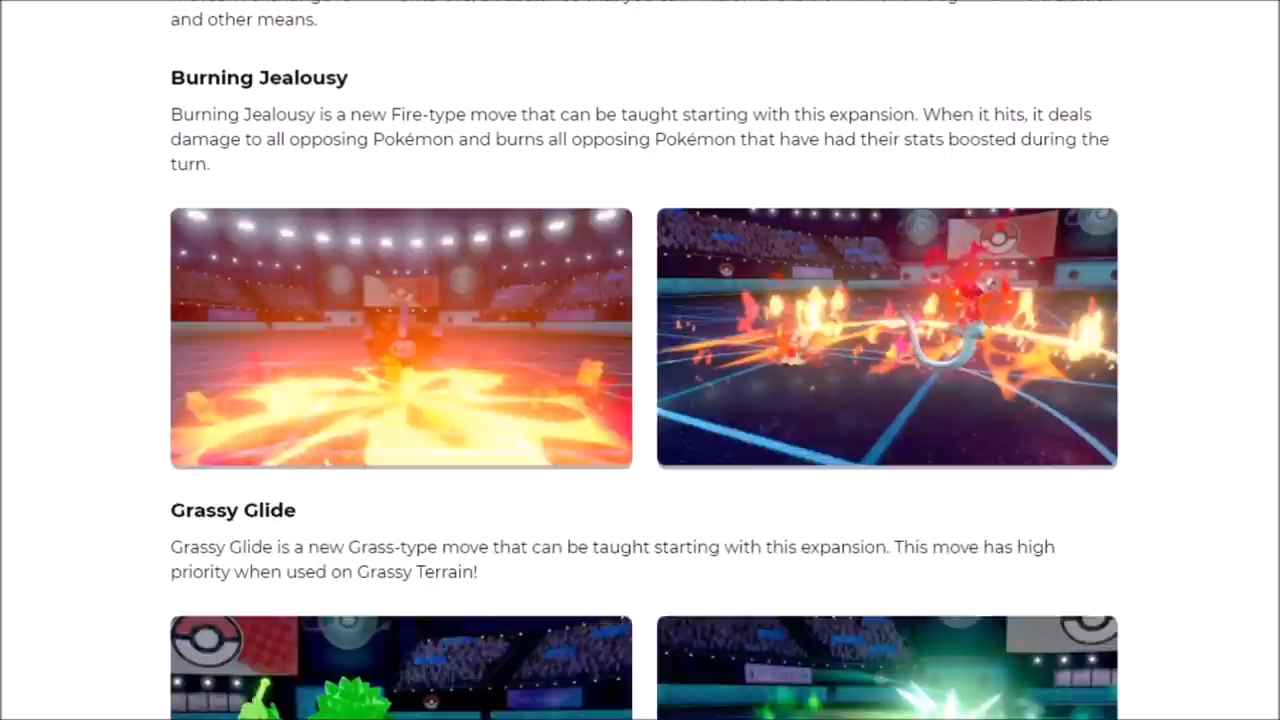 and other means.
Burning Jealousy
Burning Jealousy is a new Fire-type move that can be taught starting with this expansion. When it hits, it deals
damage to all opposing Pokémon and burns all opposing Pokémon that have had their stats boosted during the
turn.
Grassy Glide
Grassy Glide is a new Grass-type move that can be taught starting with this expansion. This move has high
priority when used on Grassy Terrain!